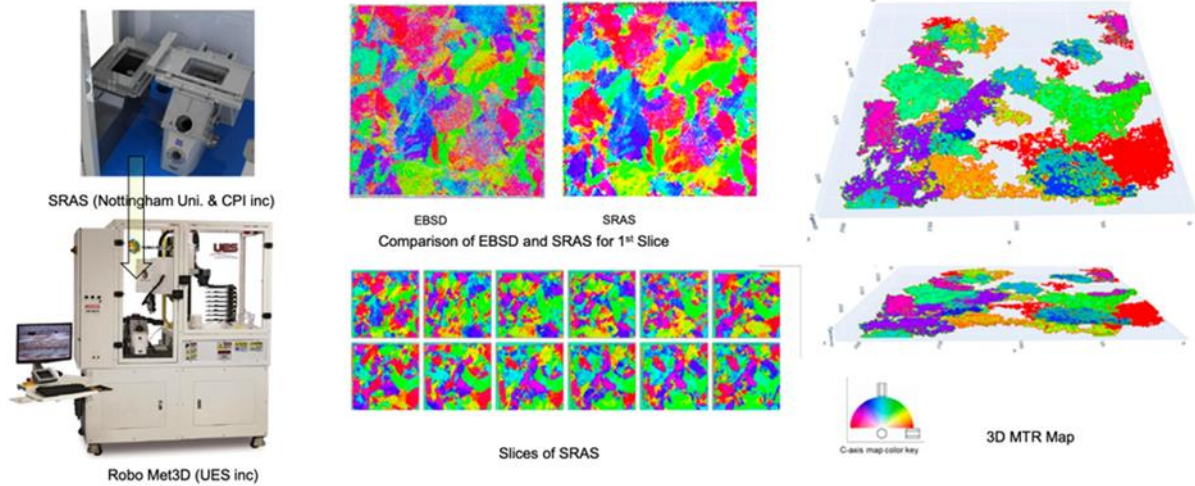 SRAS (Nottingham Uni. & CPI inc)
UES
Robo Met3D (UES inc)
EBSD
SRAS
Comparison of EBSD and SRAS for 1st Slice
Slices of SRAS
C-axis map color key
3D MTR Map